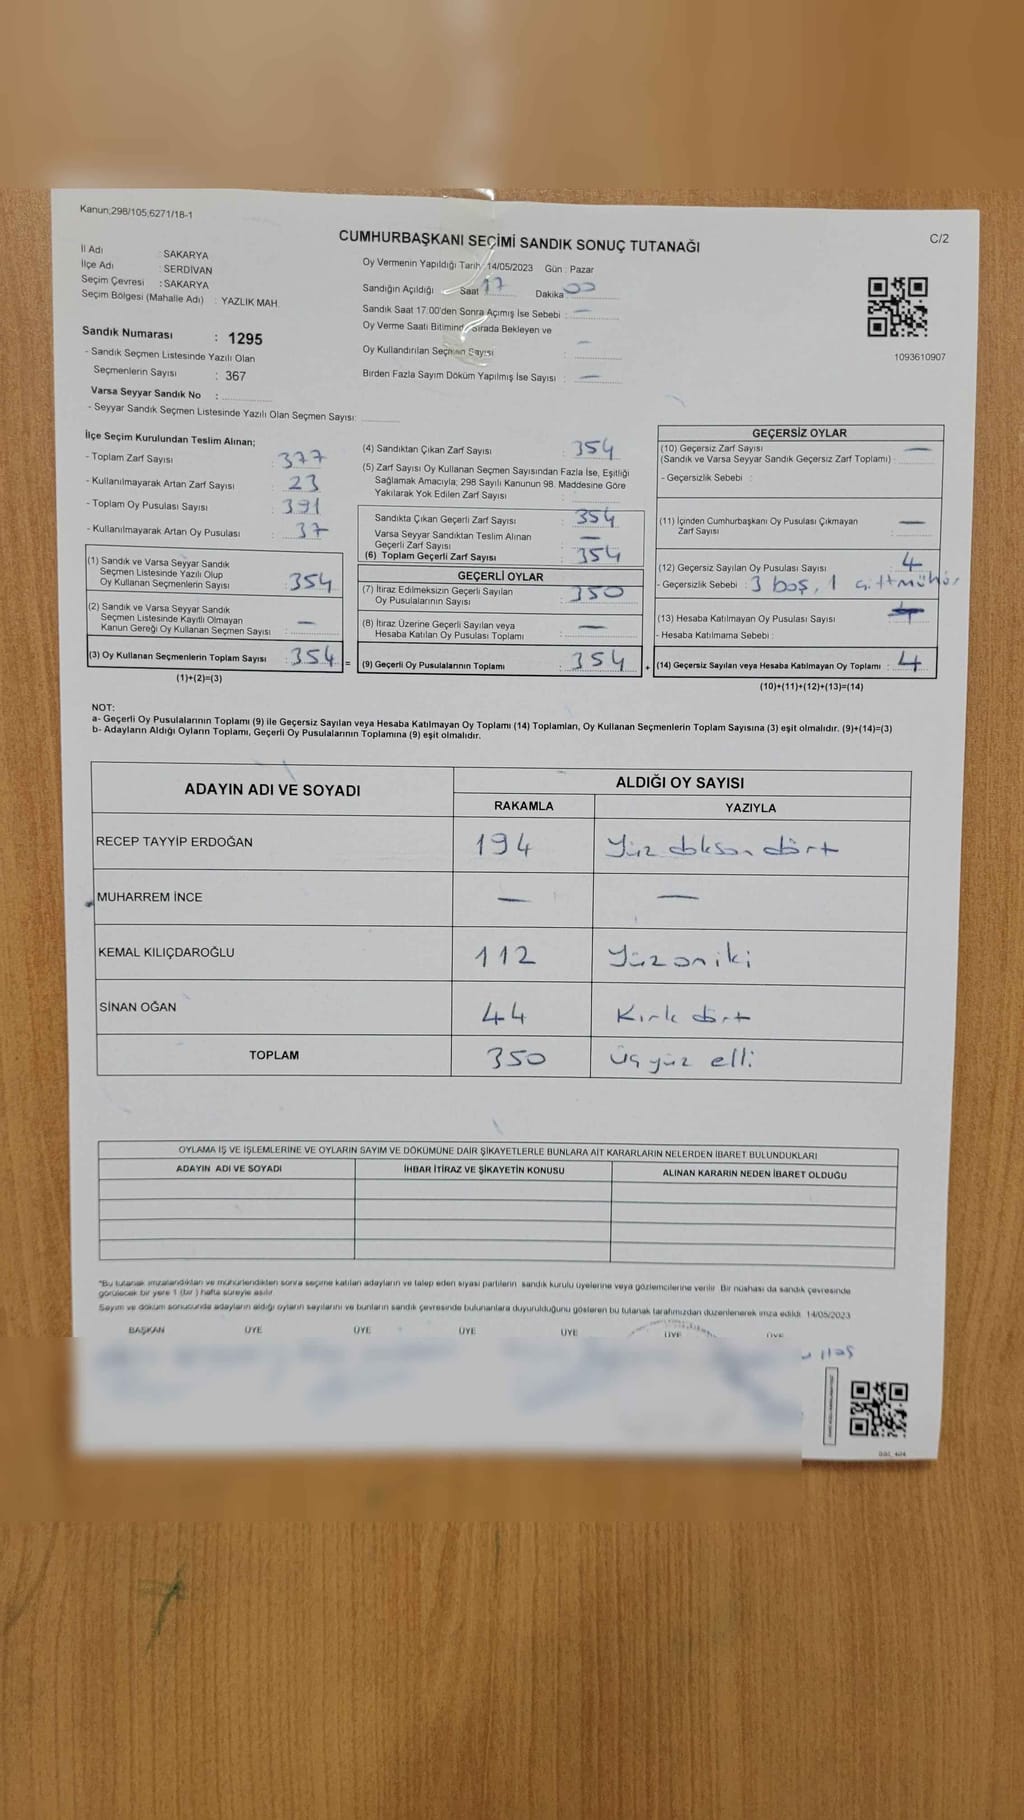 Kanun;298/105,6271/18-1
C/2
CUMHURBAŞKANI SEÇİMİ SANDIK SONUÇ TUTANAĞI
İl Adı : SAKARYA
İlçe Adı : SERDİVAN
Seçim Çevresi : SAKARYA
Seçim Bölgesi (Mahalle Adı) : YAZLIK MAH.
Sandık Numarası : 1295
- Sandık Seçmen Listesinde Yazılı Olan
Seçmenlerin Sayısı : 367
Varsa Seyyar Sandık No :
- Seyyar Sandık Seçmen Listesinde Yazılı Olan Seçmen Sayısı:
Oy Vermenin Yapıldığı Tarih 14/05/2023 Gün : Pazar
Sandığın Açıldığı Saat 17 Dakika 00
Sandık Saat 17.00'den Sonra Açımış İse Sebebi : —
Oy Verme Saati Bitiminde Sırada Bekleyen ve
Oy Kullandırılan Seçmen Sayısı : —
Birden Fazla Sayım Döküm Yapılmış İse Sayısı : —
1093610907
İlçe Seçim Kurulundan Teslim Alınan;
- Toplam Zarf Sayısı : 377
- Kullanılmayarak Artan Zarf Sayısı : 23
- Toplam Oy Pusulası Sayısı : 391
- Kullanılmayarak Artan Oy Pusulası : 37
(1) Sandık ve Varsa Seyyar Sandık
Seçmen Listesinde Yazılı Olup
Oy Kullanan Seçmenlerin Sayısı : 354
(2) Sandık ve Varsa Seyyar Sandık
Seçmen Listesinde Kayıtlı Olmayan
Kanun Gereği Oy Kullanan Seçmen Sayısı : —
(3) Oy Kullanan Seçmenlerin Toplam Sayısı : 354 =
(1)+(2)=(3)
(4) Sandıktan Çıkan Zarf Sayısı : 354
(5) Zarf Sayısı Oy Kullanan Seçmen Sayısından Fazla İse, Eşitliği
Sağlamak Amacıyla; 298 Sayılı Kanunun 98. Maddesine Göre
Yakılarak Yok Edilen Zarf Sayısı :
Sandıkta Çıkan Geçerli Zarf Sayısı : 354
Varsa Seyyar Sandıktan Teslim Alınan
Geçerli Zarf Sayısı : —
(6) Toplam Geçerli Zarf Sayısı : 354
GEÇERLİ OYLAR
(7) İtiraz Edilmeksizin Geçerli Sayılan
Oy Pusulalarının Sayısı : 350
(8) İtiraz Üzerine Geçerli Sayılan veya
Hesaba Katılan Oy Pusulası Toplamı : —
(9) Geçerli Oy Pusulalarının Toplamı : 354 +
GEÇERSİZ OYLAR
(10) Geçersiz Zarf Sayısı : —
(Sandık ve Varsa Seyyar Sandık Geçersiz Zarf Toplamı)
- Geçersizlik Sebebi :
(11) İçinden Cumhurbaşkanı Oy Pusulası Çıkmayan
Zarf Sayısı : —
(12) Geçersiz Sayılan Oy Pusulası Sayısı : 4
- Geçersizlik Sebebi : 3 boş, 1 çift mühür
(13) Hesaba Katılmayan Oy Pusulası Sayısı :
- Hesaba Katılmama Sebebi :
(14) Geçersiz Sayılan veya Hesaba Katılmayan Oy Toplamı : 4
(10)+(11)+(12)+(13)=(14)
NOT:
a- Geçerli Oy Pusulalarının Toplamı (9) ile Geçersiz Sayılan veya Hesaba Katılmayan Oy Toplamı (14) Toplamları, Oy Kullanan Seçmenlerin Toplam Sayısına (3) eşit olmalıdır. (9)+(14)=(3)
b- Adayların Aldığı Oyların Toplamı, Geçerli Oy Pusulalarının Toplamına (9) eşit olmalıdır.
ADAYIN ADI VE SOYADI ALDIĞI OY SAYISI
RAKAMLA YAZIYLA
RECEP TAYYİP ERDOĞAN 194 Yüz doksan dört
MUHARREM İNCE — —
KEMAL KILIÇDAROĞLU 112 Yüzoniki
SİNAN OĞAN 44 Kırk dört
TOPLAM 350 Üçyüz elli
OYLAMA İŞ VE İŞLEMLERİNE VE OYLARIN SAYIM VE DÖKÜMÜNE DAİR ŞİKAYETLERLE BUNLARA AİT KARARLARIN NELERDEN İBARET BULUNDUKLARI
ADAYIN ADI VE SOYADI İHBAR İTİRAZ VE ŞİKAYETİN KONUSU ALINAN KARARIN NEDEN İBARET OLDUĞU
*Bu tutanak imzalandıktan ve mühürlendikten sonra seçime katılan adayların ve talep eden siyasi partilerin sandık kurulu üyelerine veya gözlemcilerine verilir. Bir nüshası da sandık çevresinde
görülecek bir yere 1 (bir) hafta süreyle asılır.
Sayım ve döküm sonucunda adayların aldığı oyların sayılarını ve bunların sandık çevresinde bulunanlara duyurulduğunu gösteren bu tutanak tarafımızdan düzenlenerek imza edildi. 14/05/2023
BAŞKAN ÜYE ÜYE ÜYE ÜYE ÜYE ÜYE